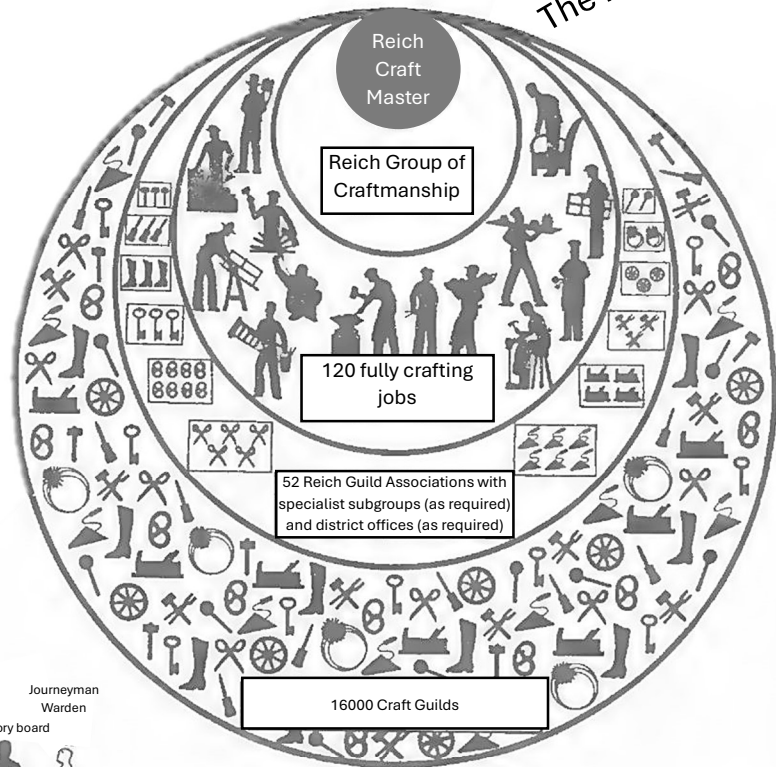 The
Reich
Craft
Master
Reich Group of
Craftmanship
120 fully crafting
jobs
52 Reich Guild Associations with
specialist subgroups (as required)
and district offices (as required)
16000 Craft Guilds
Journeyman
Warden
board